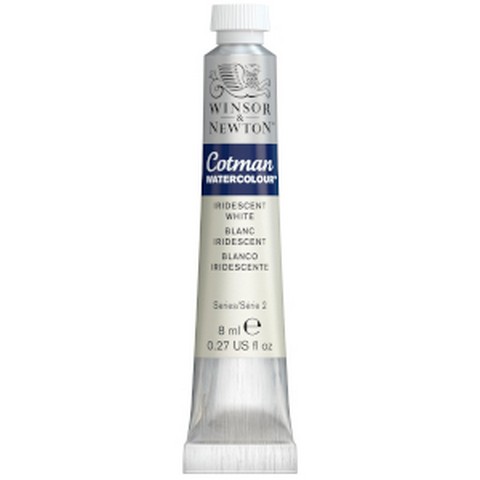 WINSOR
&
NEWTON™
Cotman
WATERCOLOUR*
IRIDESCENT
WHITE
BLANC
IRIDESCENT
BLANCO
IRIDESCENTE
Series/Série 2
8 ml ℮
0.27 US fl oz